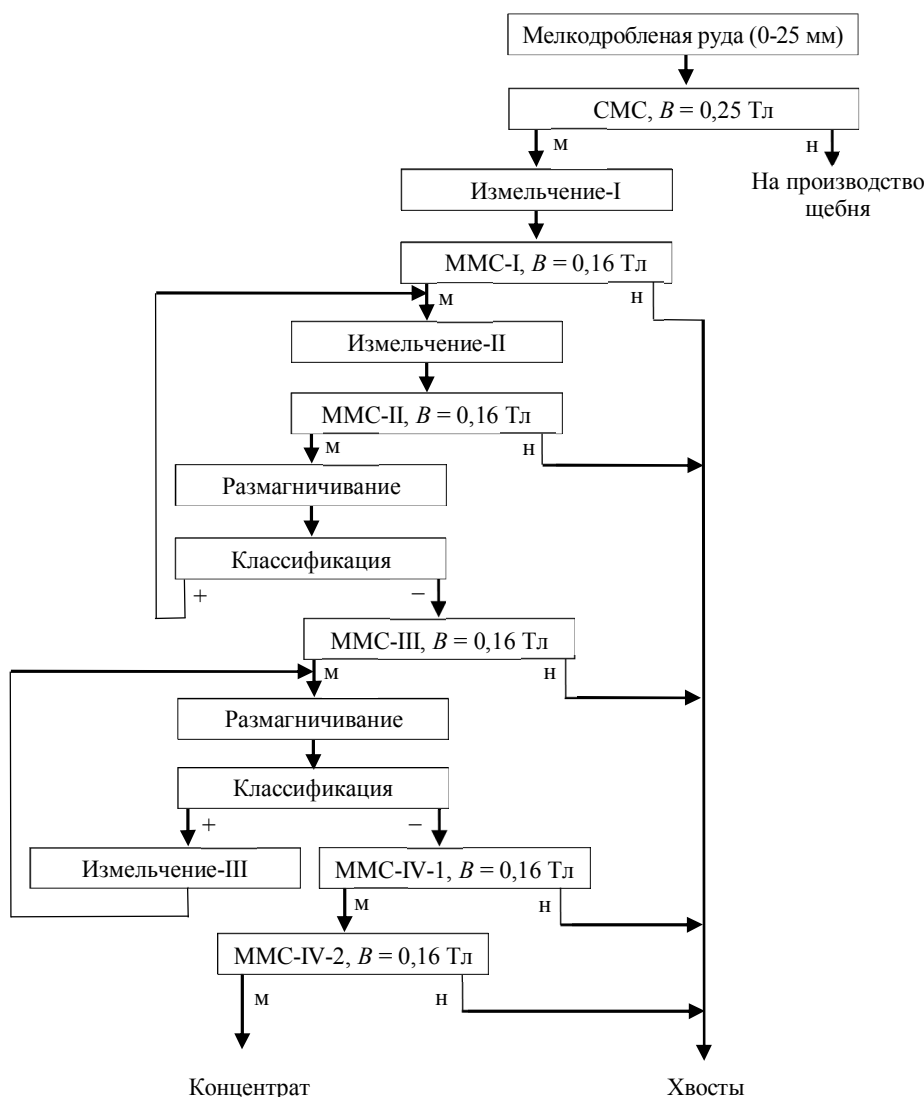 Мелкодробленая руда (0-25 мм)
СМС, B = 0,25 Тл
м
н
На производство
щебня
Измельчение-I
ММС-I, B = 0,16 Тл
м
н
Измельчение-II
ММС-II, B = 0,16 Тл
м
н
Размагничивание
Классификация
+
−
ММС-III, B = 0,16 Тл
м
н
Размагничивание
Классификация
+
−
Измельчение-III
ММС-IV-1, B = 0,16 Тл
м
н
ММС-IV-2, B = 0,16 Тл
м
н
Концентрат
Хвосты